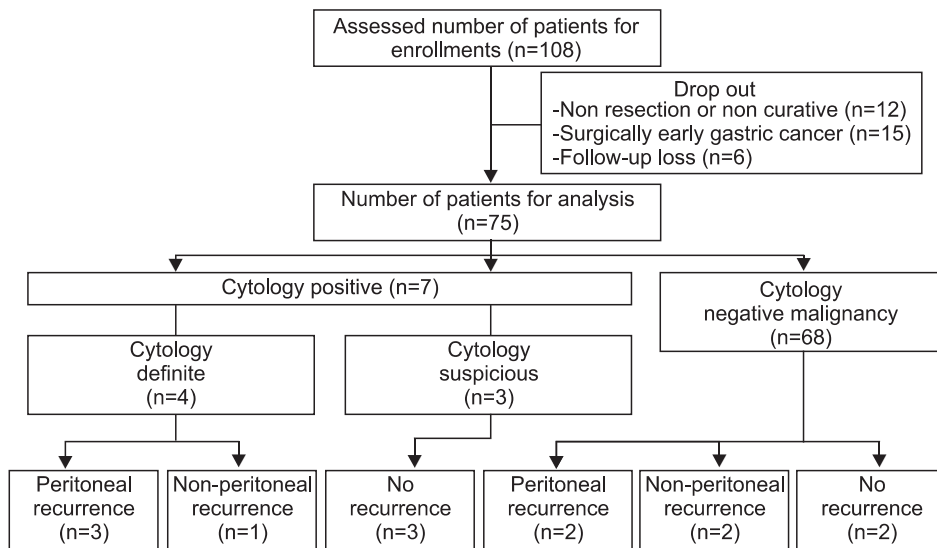 Assessed number of patients for
enrollments (n=108)
Drop out
-Non resection or non curative (n=12)
-Surgically early gastric cancer (n=15)
-Follow-up loss (n=6)
Number of patients for analysis
(n=75)
Cytology positive (n=7)
Cytology
negative malignancy
(n=68)
Cytology
definite
(n=4)
Cytology
suspicious
(n=3)
Peritoneal
recurrence
(n=3)
Non-peritoneal
recurrence
(n=1)
No
recurrence
(n=3)
Peritoneal
recurrence
(n=2)
Non-peritoneal
recurrence
(n=2)
No
recurrence
(n=2)